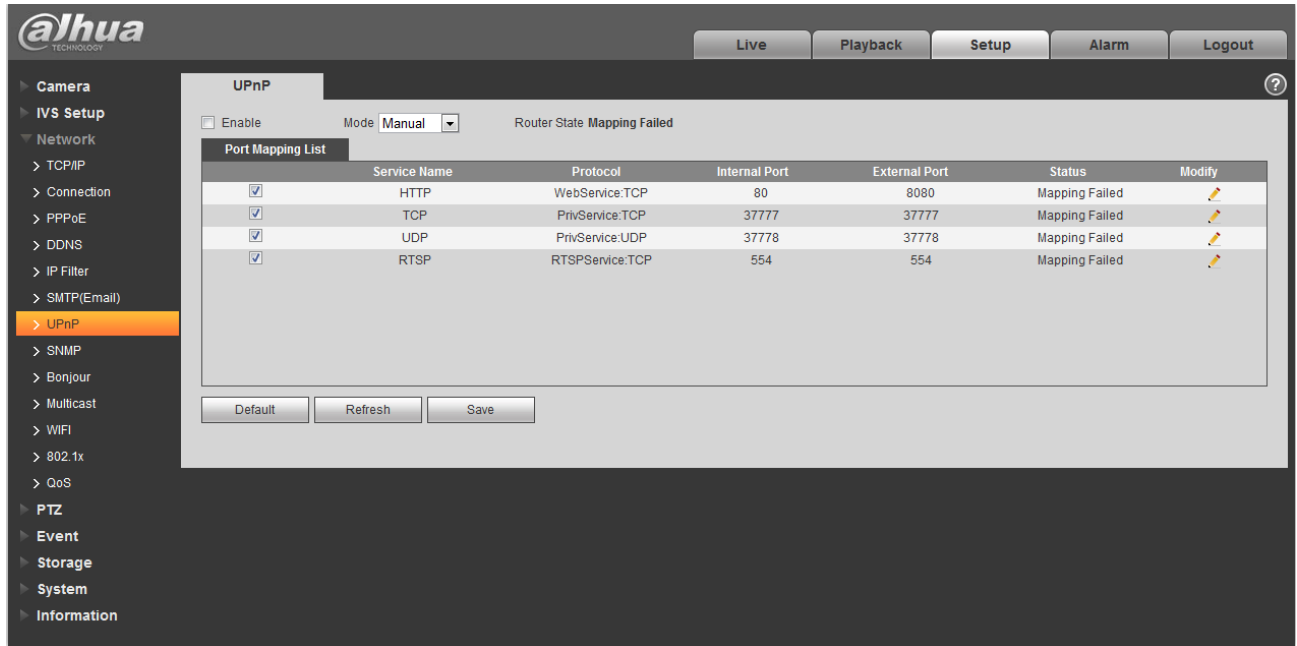 alhua
TECHNOLOGY
Live Playback Setup Alarm Logout
Camera
IVS Setup
Network
TCP/IP
Connection
PPPoE
DDNS
IP Filter
SMTP(Email)
UPnP
SNMP
Bonjour
Multicast
WIFI
802.1x
QoS
PTZ
Event
Storage
System
Information
UPnP ?
Enable Mode Manual Router State Mapping Failed
Port Mapping List
Service Name Protocol Internal Port External Port Status Modify
HTTP WebService:TCP 80 8080 Mapping Failed
TCP PrivService:TCP 37777 37777 Mapping Failed
UDP PrivService:UDP 37778 37778 Mapping Failed
RTSP RTSPService:TCP 554 554 Mapping Failed
Default Refresh Save